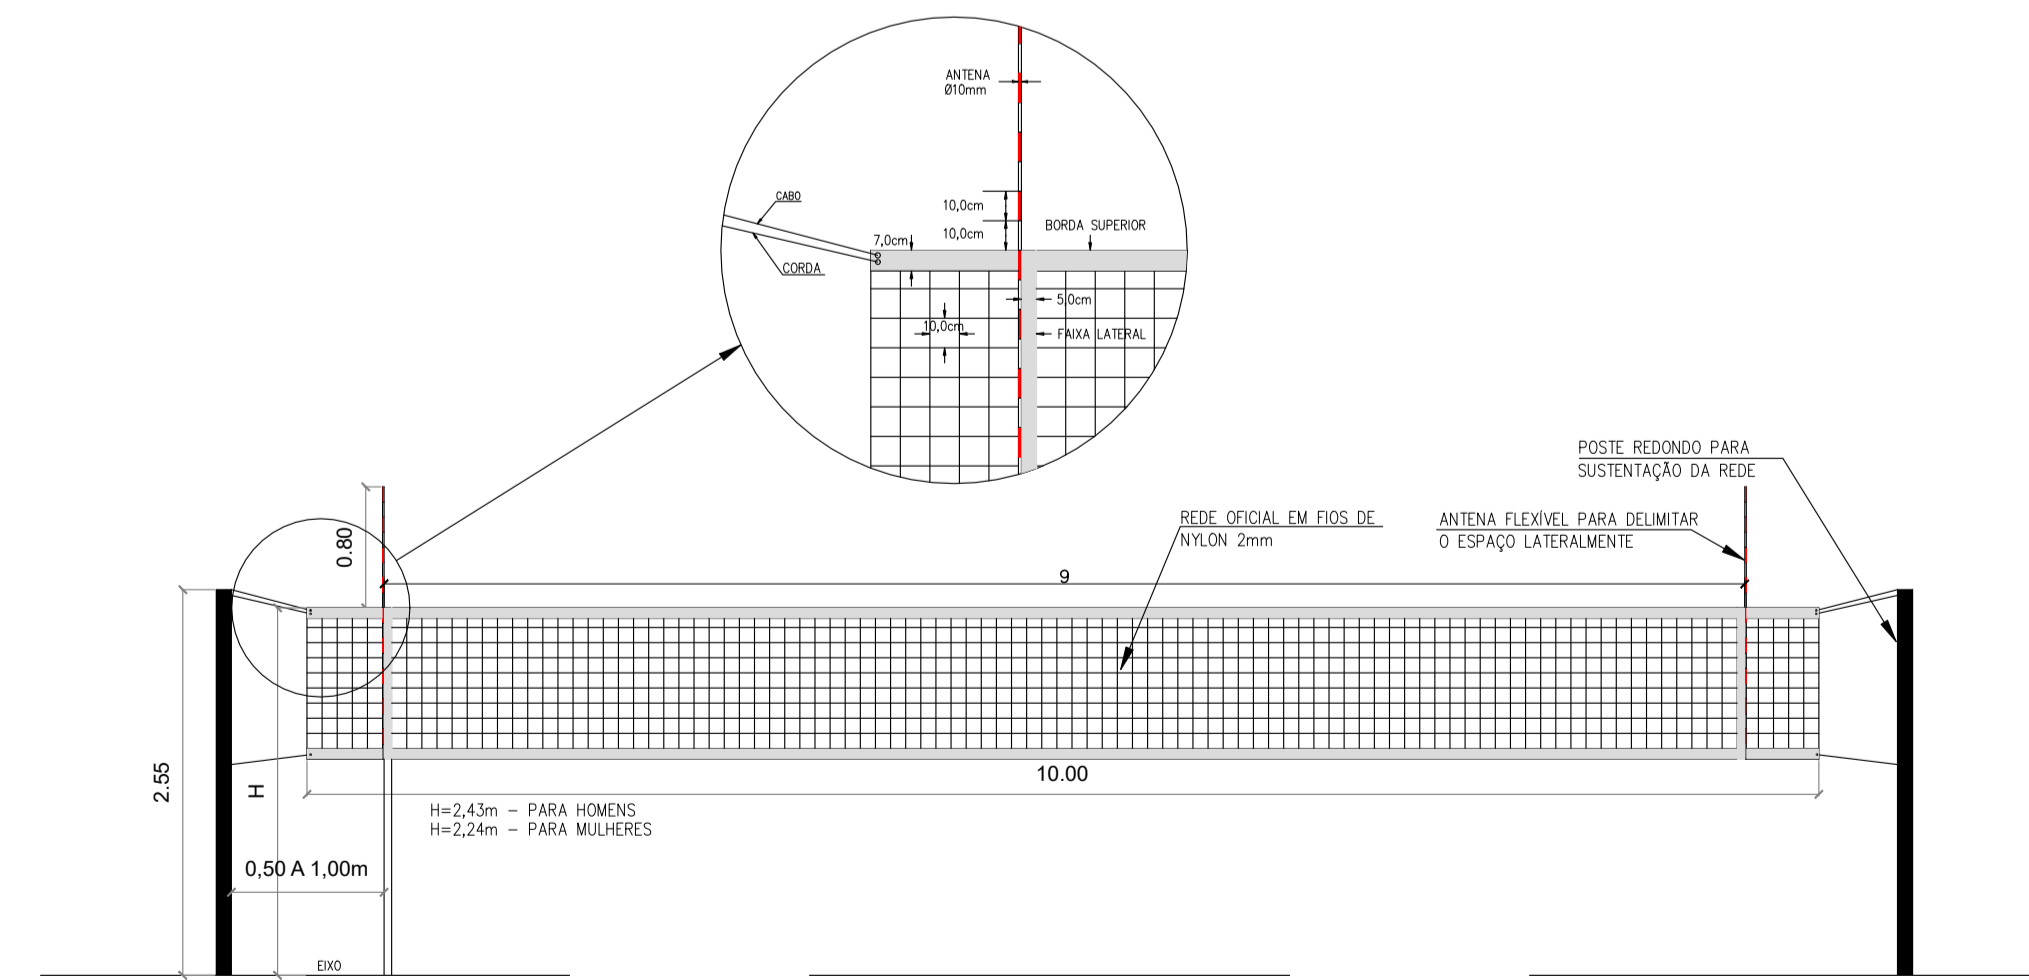 ANTENA
Ø10mm
CABO
CORDA
7,0cm
10,0cm
10,0cm
BORDA SUPERIOR
5,0cm
10,0cm
FAIXA LATERAL
POSTE REDONDO PARA
SUSTENTAÇÃO DA REDE
REDE OFICIAL EM FIOS DE
NYLON 2mm
ANTENA FLEXÍVEL PARA DELIMITAR
O ESPAÇO LATERALMENTE
0.80
9
2.55
H
10.00
H=2,43m – PARA HOMENS
H=2,24m – PARA MULHERES
0,50 A 1,00m
EIXO